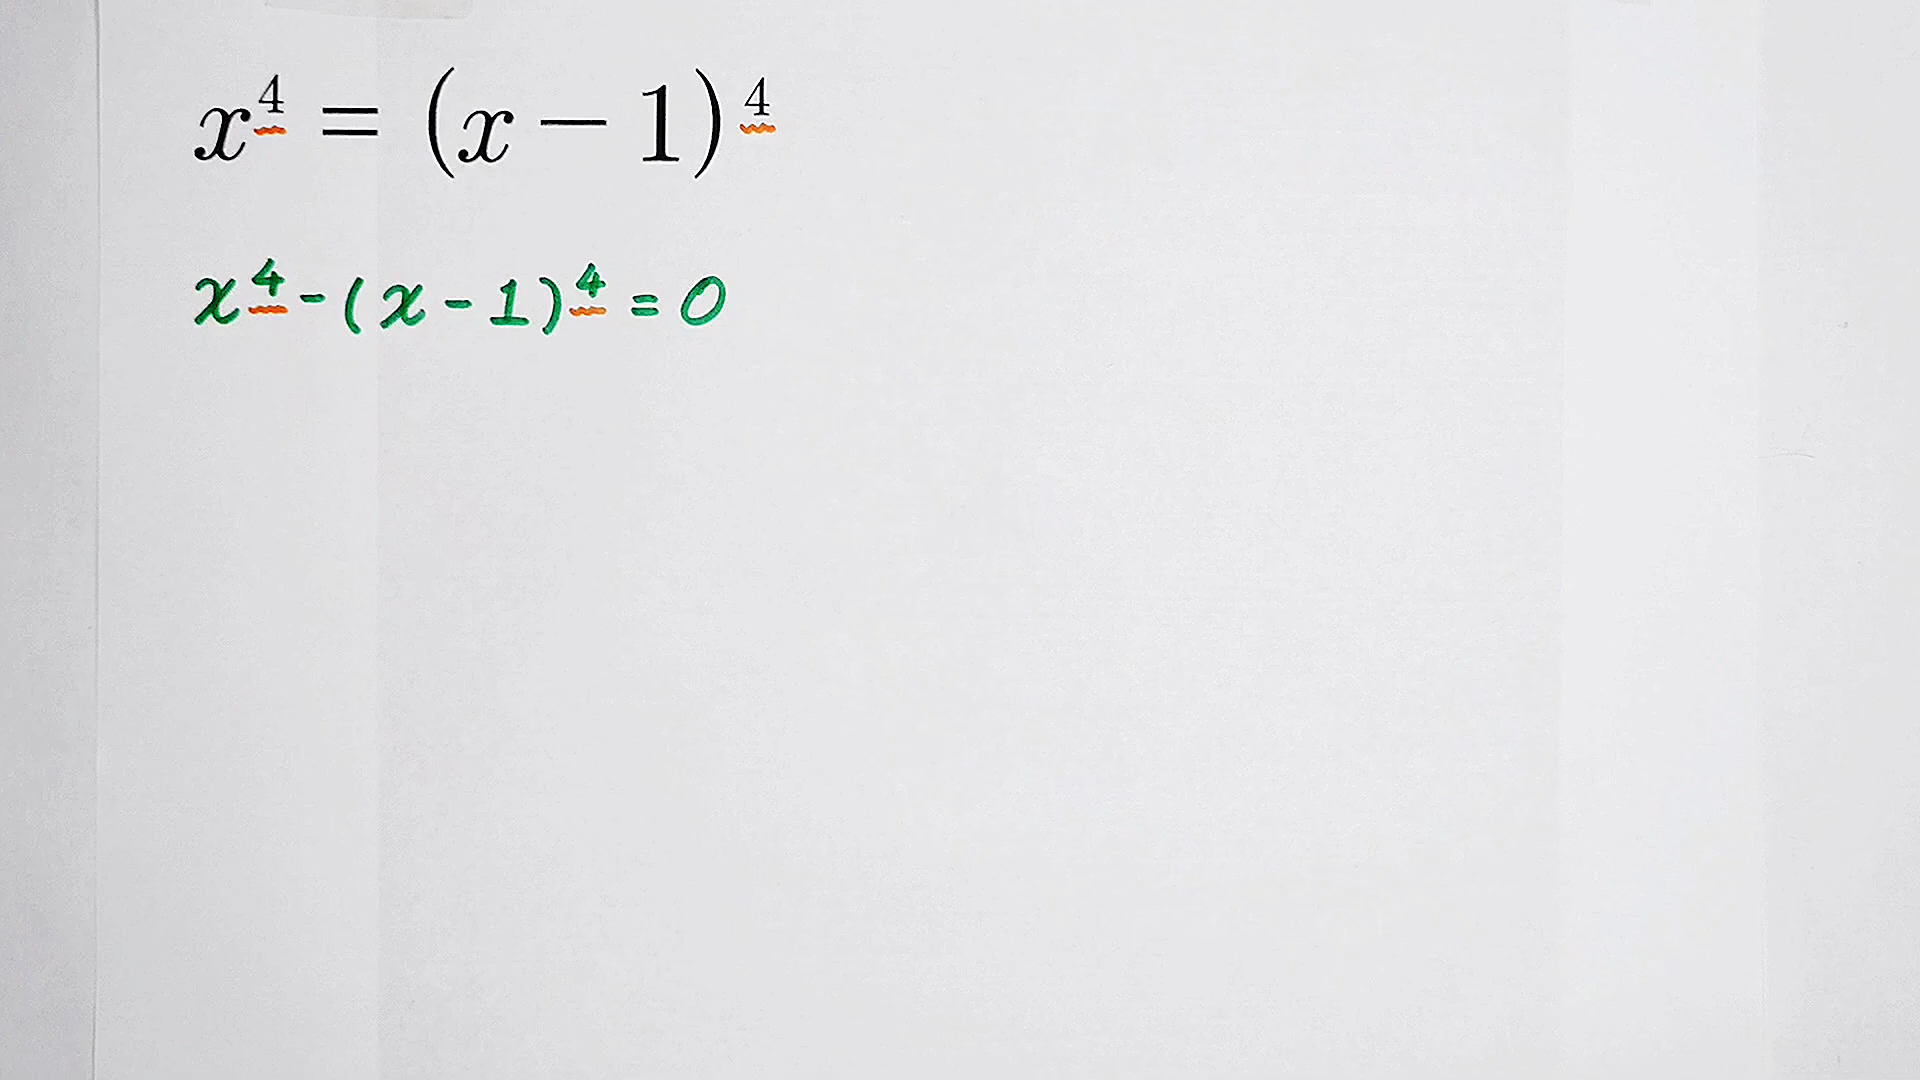 x⁴ = (x − 1)⁴
x⁴ - (x - 1)⁴ = 0